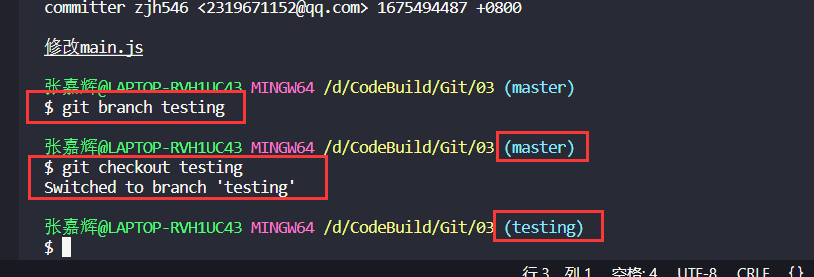 committer zjh546 <2319671152@qq.com> 1675494487 +0800
修改main.js
张嘉辉@LAPTOP-RVH1UC43 MINGW64 /d/CodeBuild/Git/03 (master)
$ git branch testing
张嘉辉@LAPTOP-RVH1UC43 MINGW64 /d/CodeBuild/Git/03 (master)
$ git checkout testing
Switched to branch 'testing'
张嘉辉@LAPTOP-RVH1UC43 MINGW64 /d/CodeBuild/Git/03 (testing)
$
行 3，列 1 空格: 4 UTF-8 CRLF {}